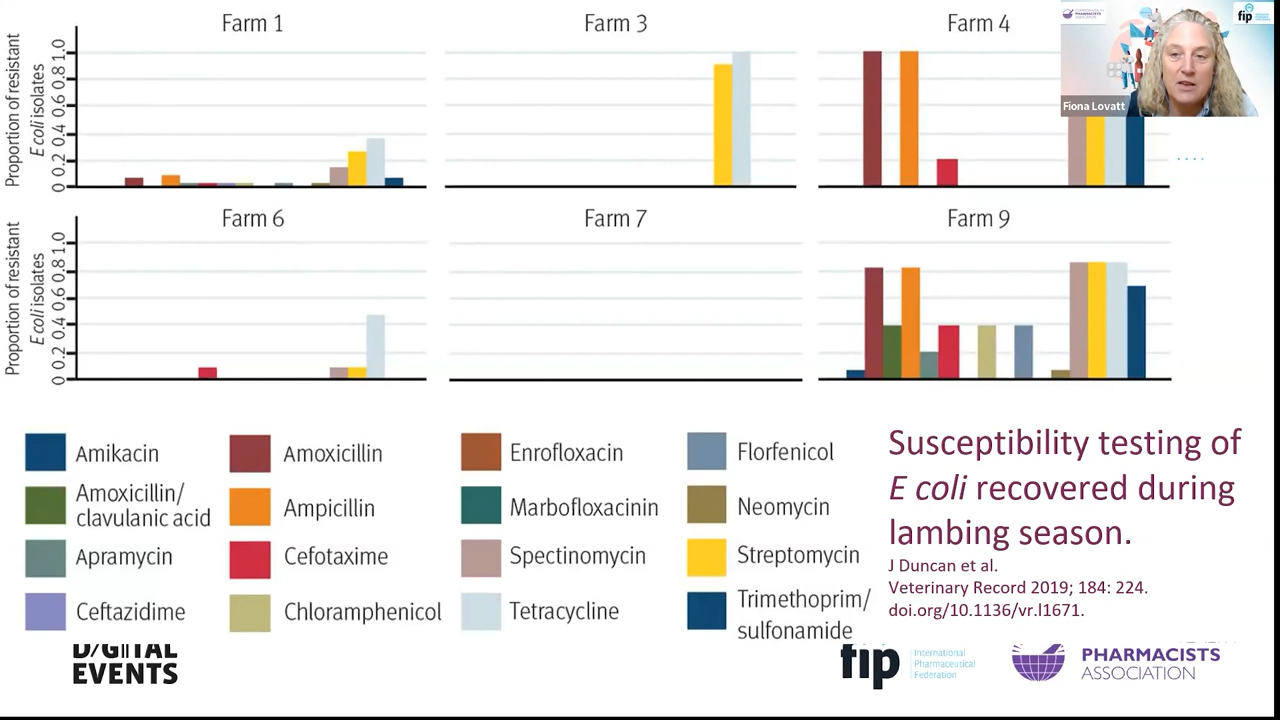 Farm 1
Farm 3
Farm 4
Proportion of resistant
E coli isolates
0 0.2 0.4 0.6 0.8 1.0
fip
Fiona Lovatt
Farm 6
Farm 7
Farm 9
Proportion of resistant
E coli isolates
0 0.2 0.4 0.6 0.8 1.0
Amikacin
Amoxicillin
Enrofloxacin
Florfenicol
Amoxicillin/
clavulanic acid
Ampicillin
Marbofloxacinin
Neomycin
Apramycin
Cefotaxime
Spectinomycin
Streptomycin
Ceftazidime
Chloramphenicol
Tetracycline
Trimethoprim/
sulfonamide
Susceptibility testing of
E coli recovered during
lambing season.
J Duncan et al.
Veterinary Record 2019; 184: 224.
doi.org/10.1136/vr.l1671.
DIGITAL
EVENTS
fip
International
Pharmaceutical
Federation
PHARMACISTS
ASSOCIATION